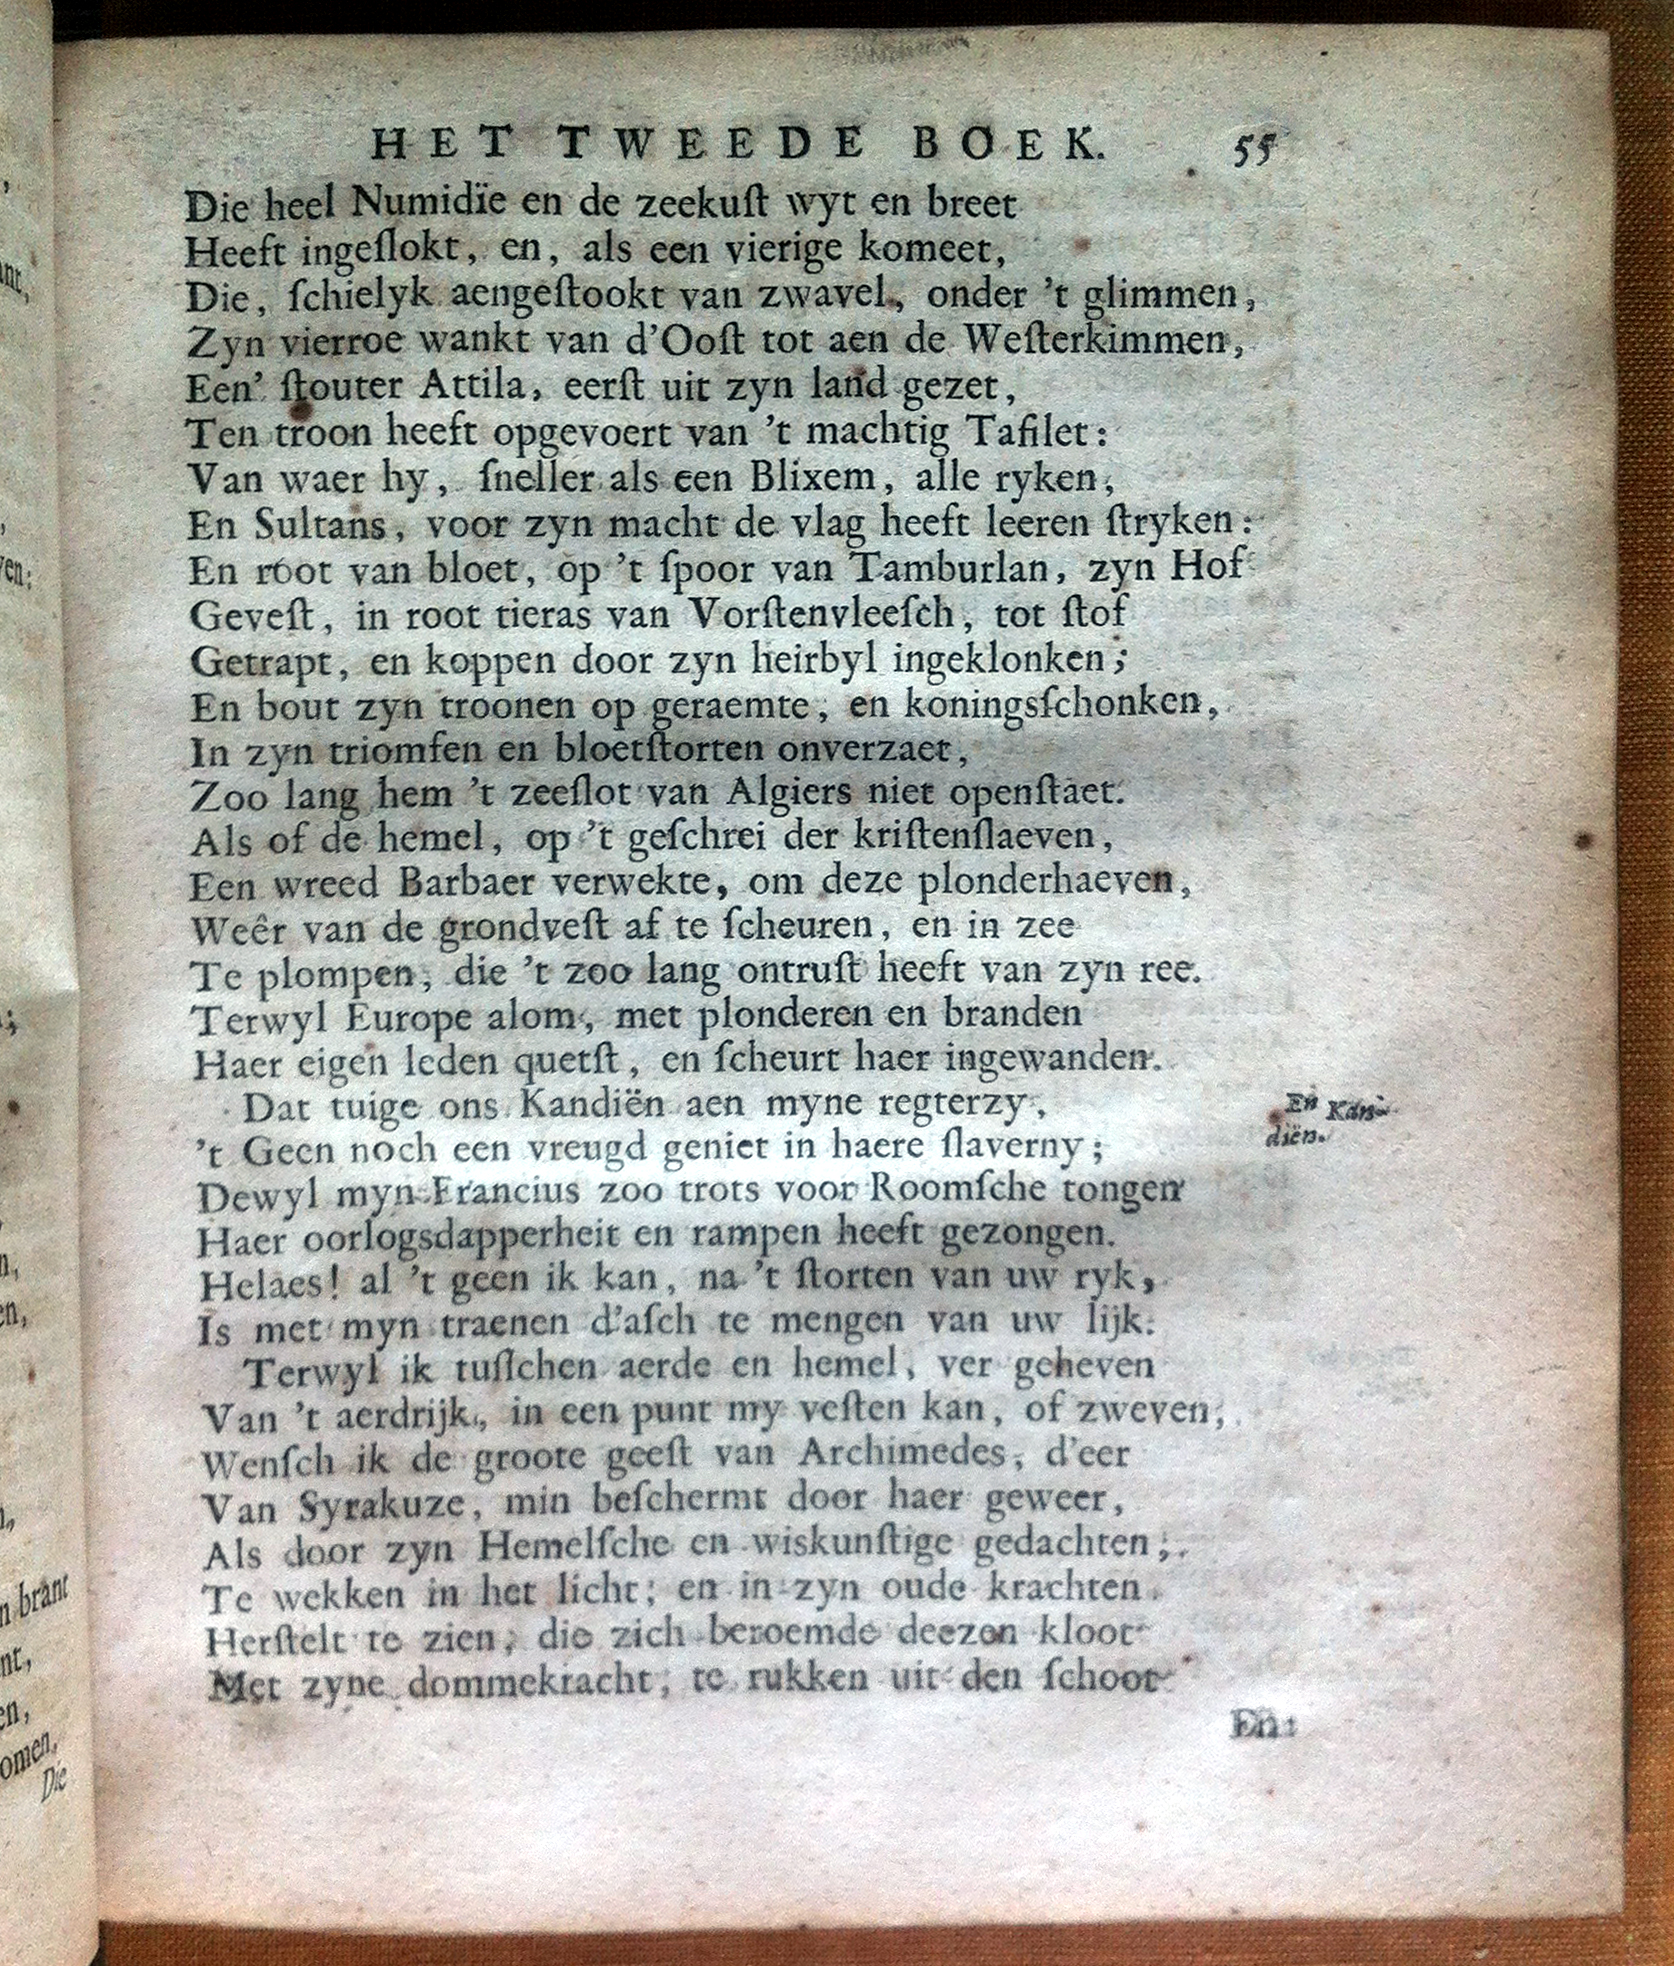 HET TWEEDE BOEK. 55
Die heel Numidïe en de zeekuſt wyt en breet
Heeft ingeſlokt, en, als een vierige komeet,
Die, ſchielyk aengeſtookt van zwavel, onder 't glimmen,
Zyn vierroe wankt van d'Ooſt tot aen de Weſterkimmen,
Een' ſtouter Attila, eerſt uit zyn land gezet,
Ten troon heeft opgevoert van 't machtig Tafilet:
Van waer hy, ſneller als een Blixem, alle ryken,
En Sultans, voor zyn macht de vlag heeft leeren ſtryken:
En root van bloet, op 't ſpoor van Tamburlan, zyn Hof
Geveſt, in root tieras van Vorſtenvleeſch, tot ſtof
Getrapt, en koppen door zyn heirbyl ingeklonken;
En bout zyn troonen op geraemte, en koningsſchonken,
In zyn triomfen en bloetſtorten onverzaet,
Zoo lang hem 't zeeſlot van Algiers niet openſtaet.
Als of de hemel, op 't geſchrei der kriſtenſlaeven,
Een wreed Barbaer verwekte, om deze plonderhaeven,
Weêr van de grondveſt af te ſcheuren, en in zee
Te plompen, die 't zoo lang ontruſt heeft van zyn ree.
Terwyl Europe alom, met plonderen en branden
Haer eigen leden quetſt, en ſcheurt haer ingewanden.
Dat tuige ons Kandiën aen myne regterzy,
't Geen noch een vreugd geniet in haere ſlaverny;
Dewyl myn Francius zoo trots voor Roomſche tongen
Haer oorlogsdapperheit en rampen heeft gezongen.
Helaes! al 't geen ik kan, na 't ſtorten van uw ryk,
Is met myn traenen d'aſch te mengen van uw lijk.
Terwyl ik tuſſchen aerde en hemel, ver geheven
Van 't aerdrijk, in een punt my veſten kan, of zweven,
Wenſch ik de groote geeſt van Archimedes, d'eer
Van Syrakuze, min beſchermt door haer geweer,
Als door zyn Hemelſche en wiskunſtige gedachten,
Te wekken in het licht; en in zyn oude krachten
Herſtelt te zien, die zich beroemde deezen kloot
Met zyne dommekracht, te rukken uit den ſchoot
En
En Kan-
diën.
nt,
ven:
;
n,
en,
n brant
nt,
en,
omen,
Die